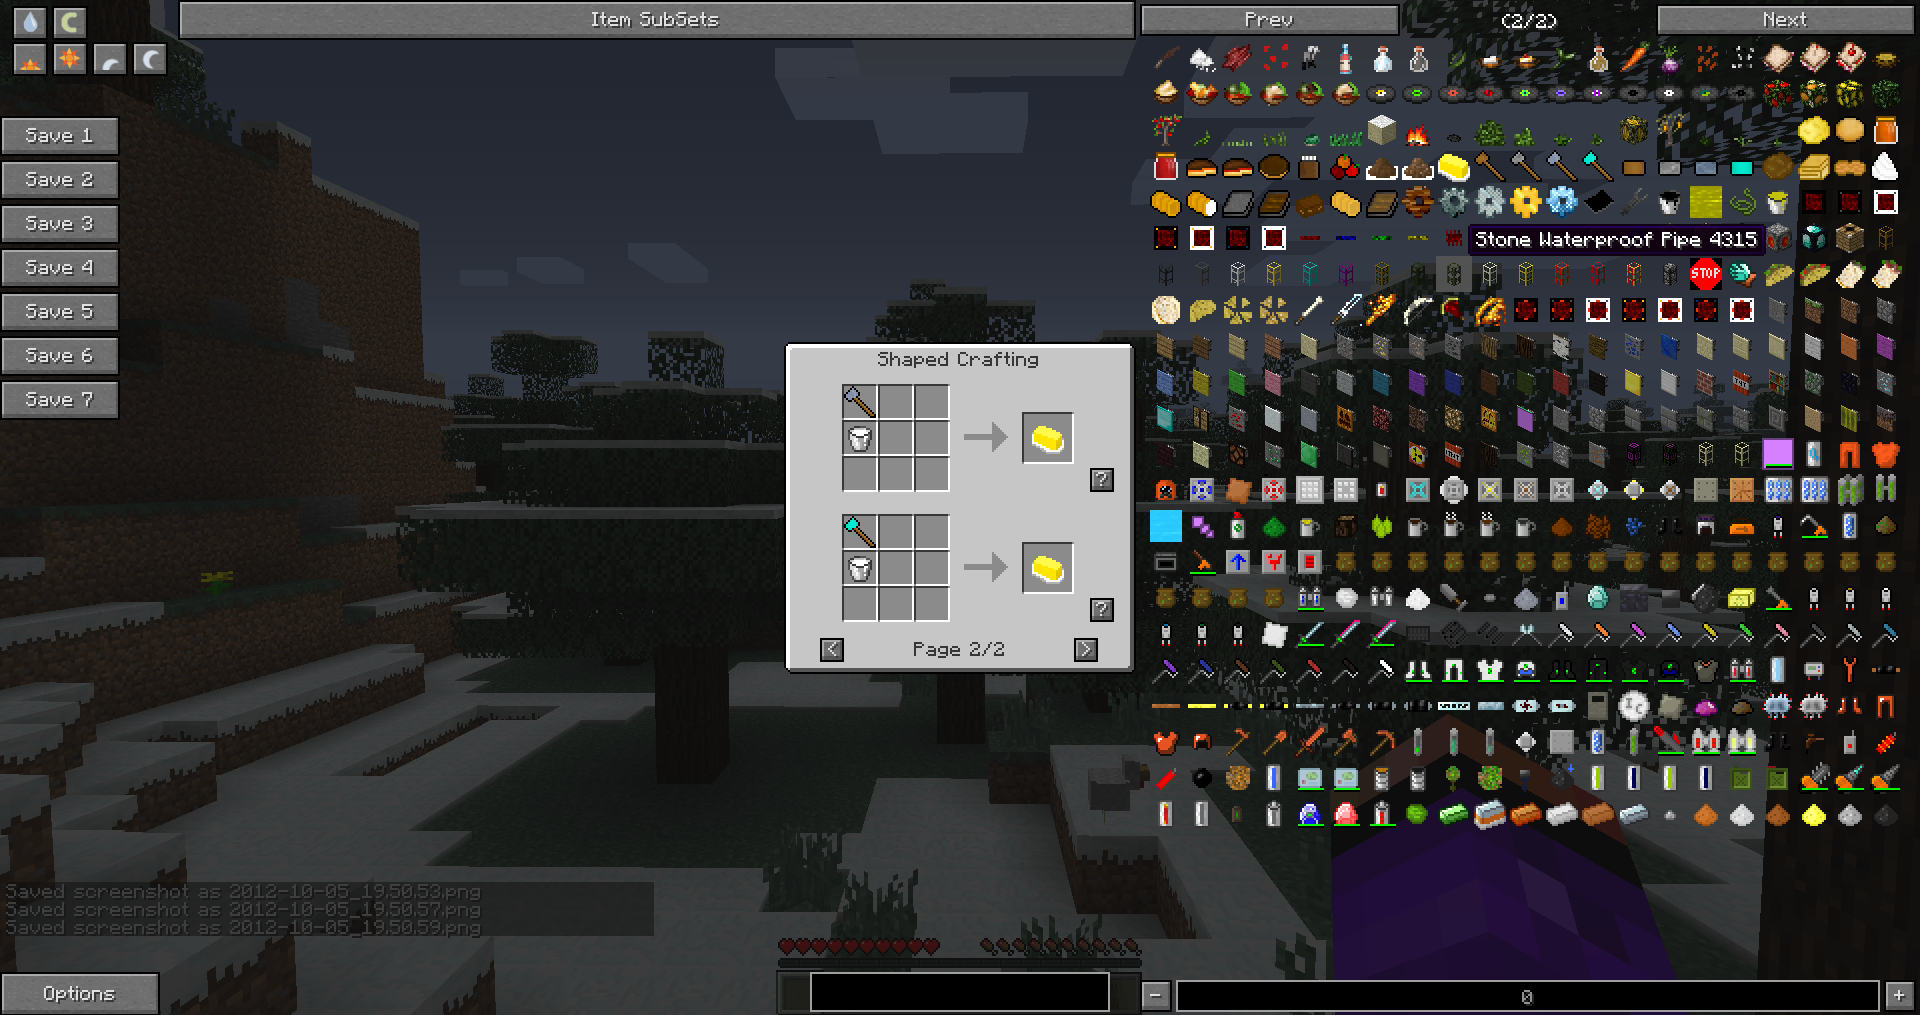 Item SubSets
Prev
(2/2)
Next
Save 1
Save 2
Save 3
Save 4
Save 5
Save 6
Save 7
Stone Waterproof Pipe 4315
STOP
Shaped Crafting
?
?
< Page 2/2 >
Saved screenshot as 2012-10-05_19.50.53.png
Saved screenshot as 2012-10-05_19.50.57.png
Saved screenshot as 2012-10-05_19.50.59.png
Options
- 0 +